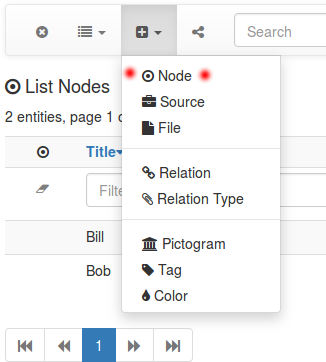 Search
Node
List Nodes
Source
2 entities, page 1
File
Title
Relation
Filte
Relation Type
Bill
Pictogram
Bob
Tag
Color
1